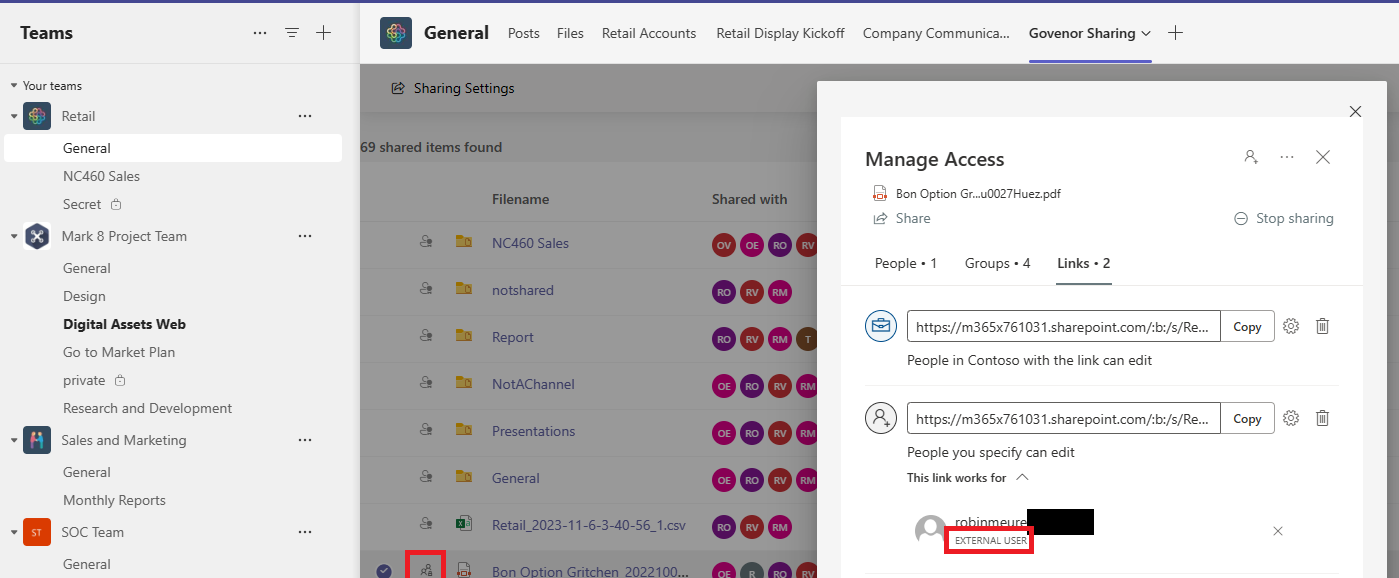 Teams
Your teams
Retail
General
NC460 Sales
Secret
Mark 8 Project Team
General
Design
Digital Assets Web
Go to Market Plan
private
Research and Development
Sales and Marketing
General
Monthly Reports
ST SOC Team
General
General Posts Files Retail Accounts Retail Display Kickoff Company Communica... Govenor Sharing
Sharing Settings
69 shared items found
Filename Shared with
NC460 Sales OV OE RO RV
notshared RO RV RM
Report RO RV RM T
NotAChannel OE RO RV RM
Presentations OE RO RV RM
General OE RO RV RM
Retail_2023-11-6-3-40-56_1.csv RO RV RM
Bon Option Gritchen_2022100... OE R RO RV
Manage Access
Bon Option Gr...u0027Huez.pdf
Share Stop sharing
People • 1 Groups • 4 Links • 2
https://m365x761031.sharepoint.com/:b:/s/Re... Copy
People in Contoso with the link can edit
https://m365x761031.sharepoint.com/:b:/s/Re... Copy
People you specify can edit
This link works for
robinmeure
EXTERNAL USER